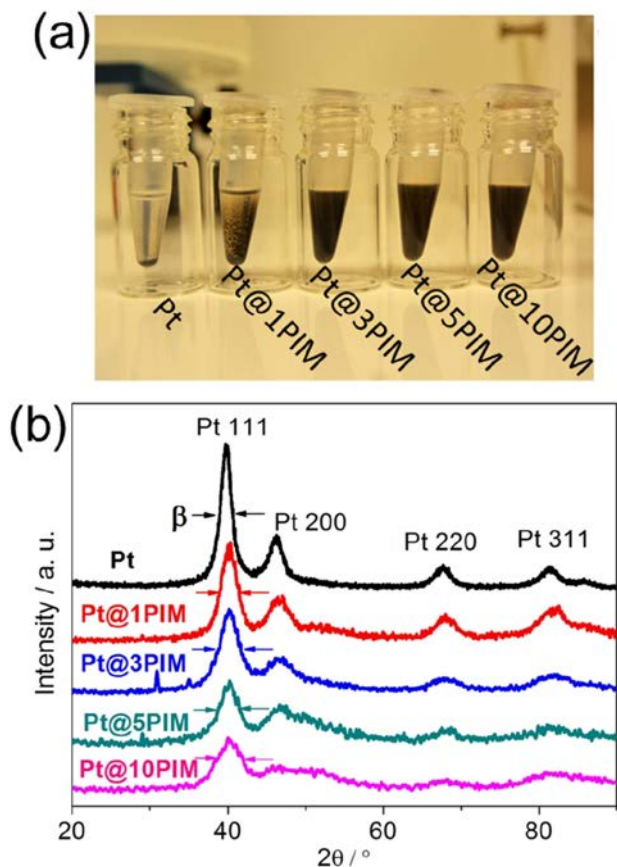 (a)
Pt
Pt@1PIM
Pt@3PIM
Pt@5PIM
Pt@10PIM
(b)
Pt 111
β
Pt 200
Pt 220
Pt 311
Pt
Pt@1PIM
Pt@3PIM
Pt@5PIM
Pt@10PIM
Intensity / a. u.
20
40
60
80
2θ / °